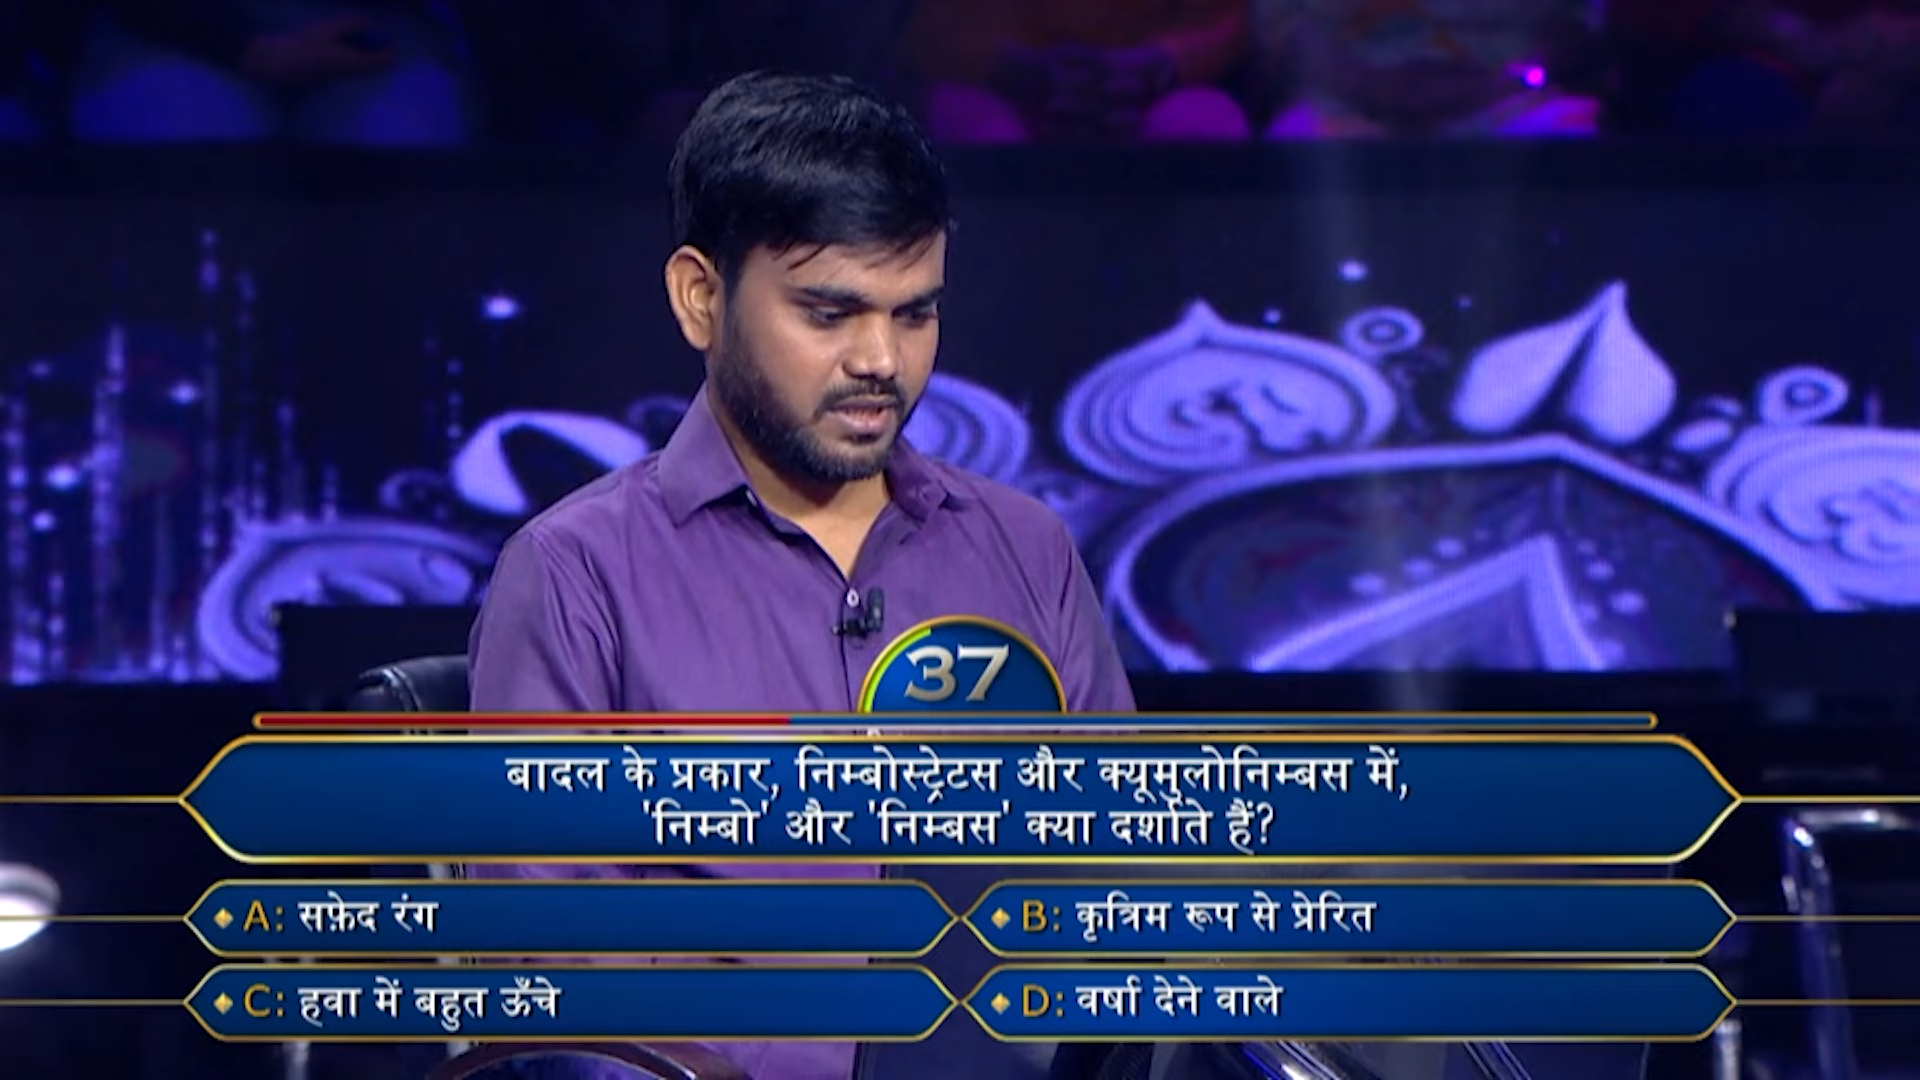 37
बादल के प्रकार, निम्बोस्ट्रेटस और क्यूमुलोनिम्बस में,
'निम्बो' और 'निम्बस' क्या दर्शाते हैं?
A: सफ़ेद रंग
B: कृत्रिम रूप से प्रेरित
C: हवा में बहुत ऊँचे
D: वर्षा देने वाले